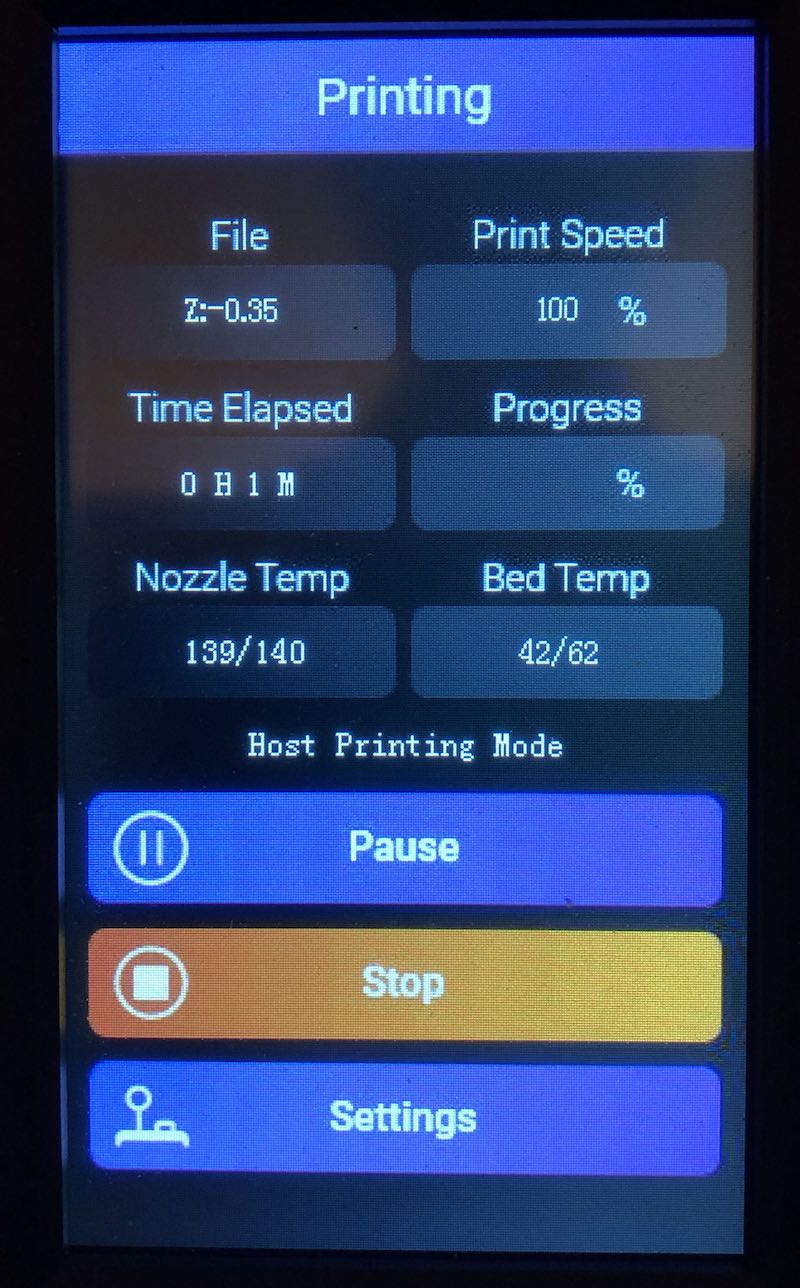 Printing
File
Print Speed
Z:-0.35
100 %
Time Elapsed
Progress
0 H 1 M
%
Nozzle Temp
Bed Temp
139/140
42/62
Host Printing Mode
Pause
Stop
Settings